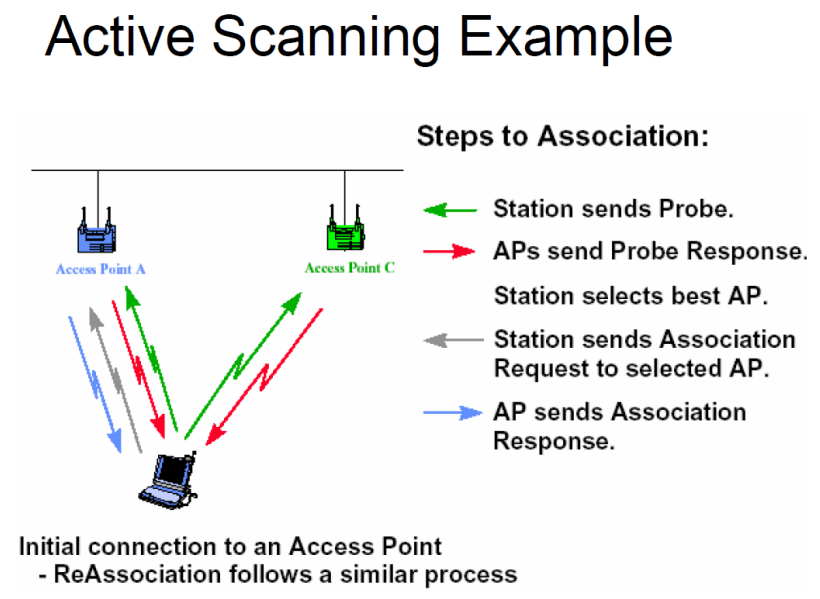 Active Scanning Example
Steps to Association:
Station sends Probe.
APs send Probe Response.
Station selects best AP.
Station sends Association
Request to selected AP.
AP sends Association
Response.
Access Point A
Access Point C
Initial connection to an Access Point
- ReAssociation follows a similar process